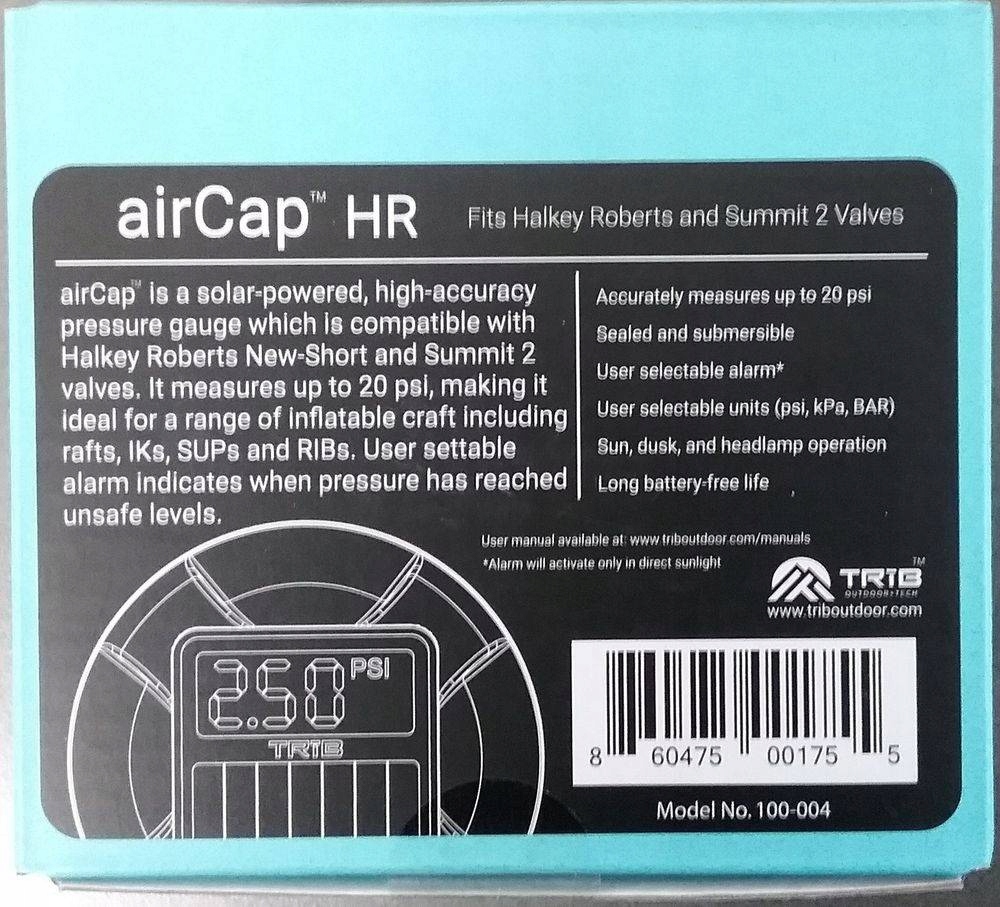 airCap™ HR
Fits Halkey Roberts and Summit 2 Valves
airCap™ is a solar-powered, high-accuracy
pressure gauge which is compatible with
Halkey Roberts New-Short and Summit 2
valves. It measures up to 20 psi, making it
ideal for a range of inflatable craft including
rafts, IKs, SUPs and RIBs. User settable
alarm indicates when pressure has reached
unsafe levels.
Accurately measures up to 20 psi
Sealed and submersible
User selectable alarm*
User selectable units (psi, kPa, BAR)
Sun, dusk, and headlamp operation
Long battery-free life
User manual available at: www.triboutdoor.com/manuals
*Alarm will activate only in direct sunlight
TRiB™
OUTDOOR:TECH
www.triboutdoor.com
2.50 PSI
TRiB
8 60475 00175 5
Model No. 100-004